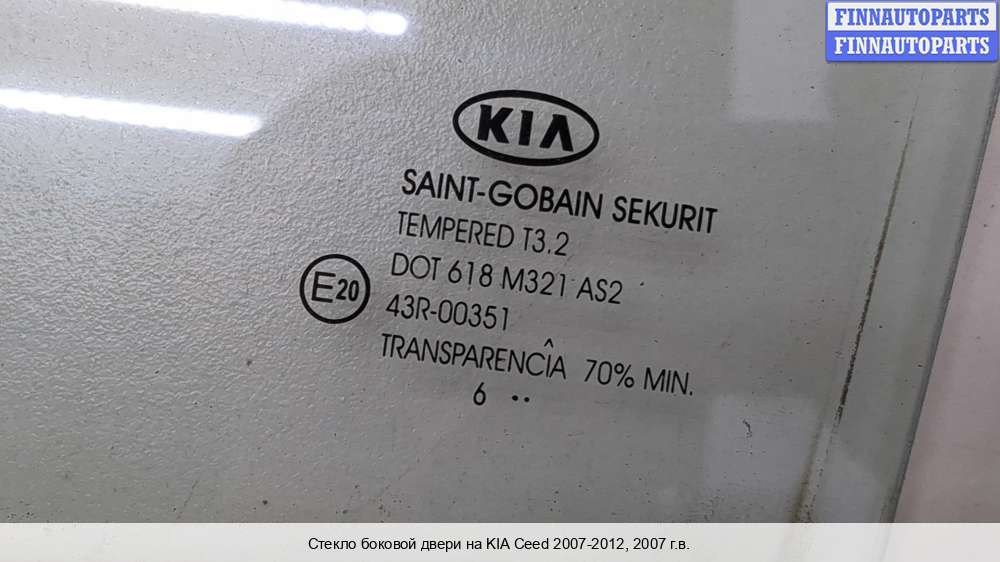 FINNAUTOPARTS
FINNAUTOPARTS
KIA
SAINT-GOBAIN SEKURIT
TEMPERED T3.2
DOT 618 M321 AS2
E20
43R-00351
TRANSPARENCÎA 70% MIN.
6 ..
Стекло боковой двери на KIA Ceed 2007-2012, 2007 г.в.